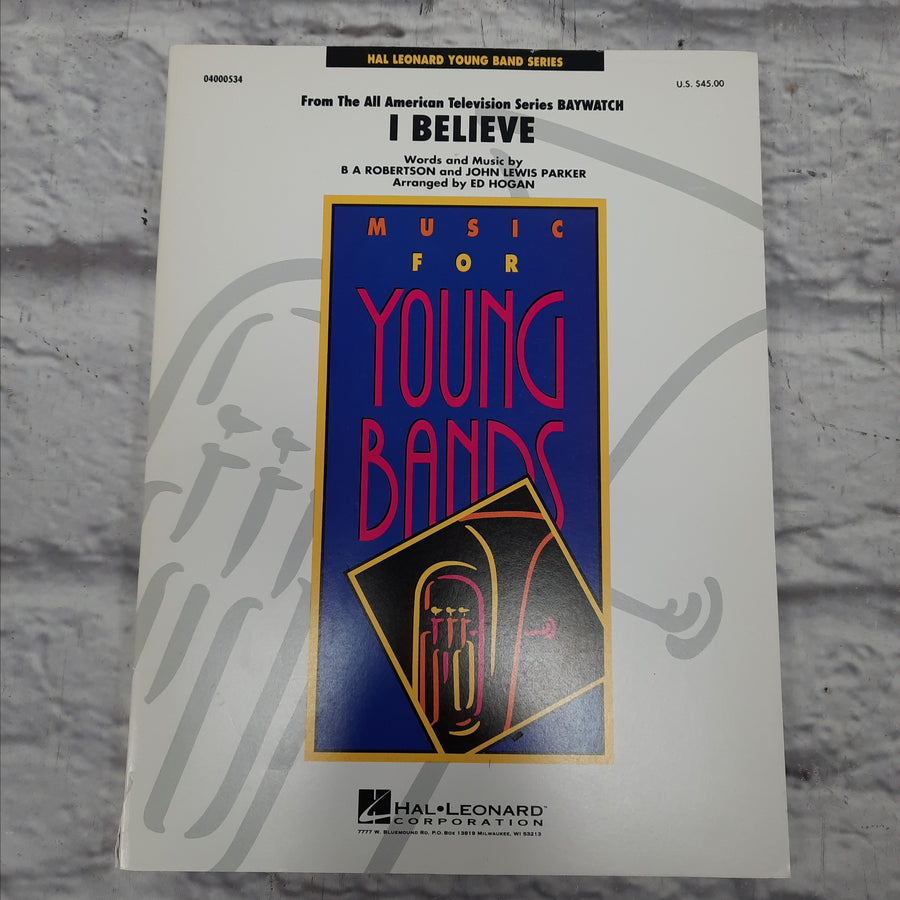 HAL LEONARD YOUNG BAND SERIES
04000534
U.S. $45.00
From The All American Television Series BAYWATCH
I BELIEVE
Words and Music by
B A ROBERTSON and JOHN LEWIS PARKER
Arranged by ED HOGAN
MUSIC
FOR
YOUNG
BANDS
HAL•LEONARD™
CORPORATION
7777 W. BLUEMOUND RD. P.O. BOX 13819 MILWAUKEE, WI 53213